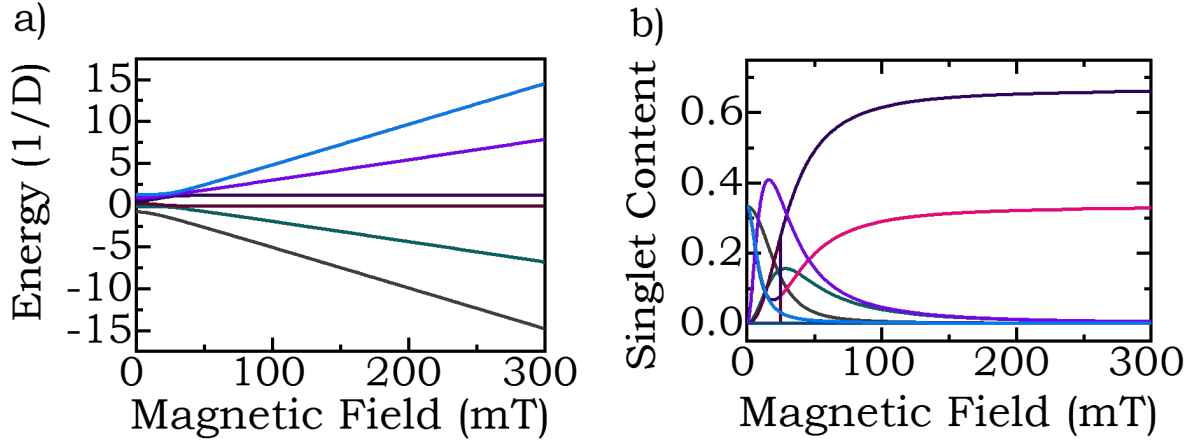 a)
Energy (1/D)
15
10
5
0
-5
-10
-15
0 100 200 300
Magnetic Field (mT)
b)
Singlet Content
0.6
0.4
0.2
0.0
0 100 200 300
Magnetic Field (mT)